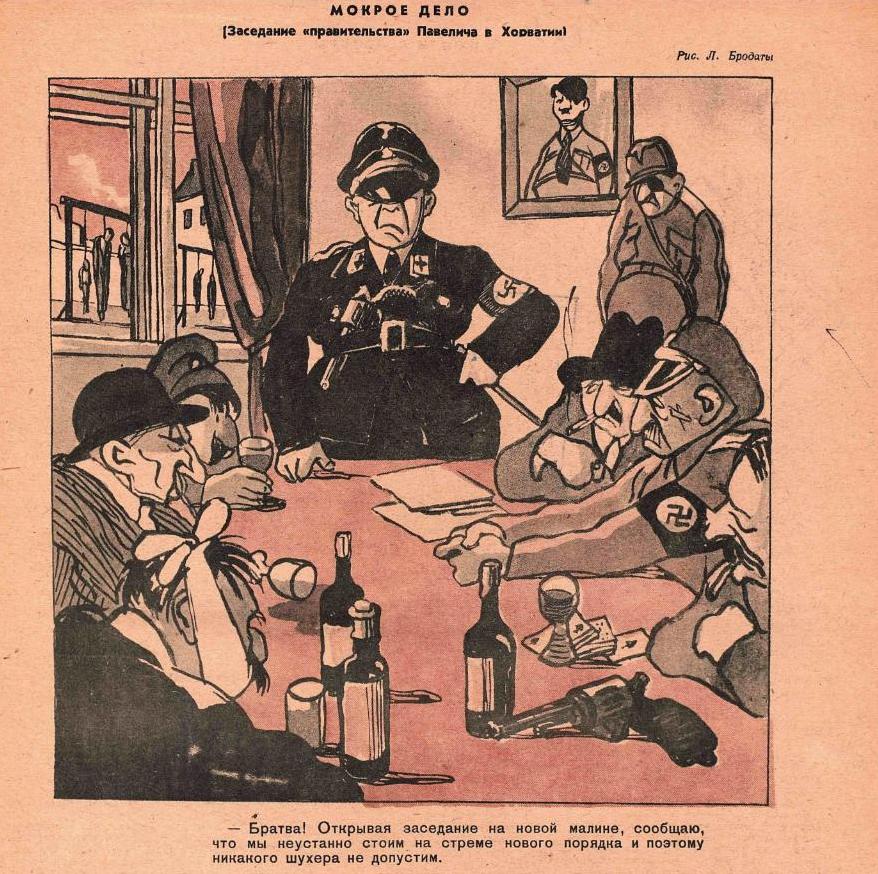 МОКРОЕ ДЕЛО
(Заседание «правительства» Павелича в Хорватии)
Рис. Л. Бродаты
— Братва! Открывая заседание на новой малине, сообщаю,
что мы неустанно стоим на стреме нового порядка и поэтому
никакого шухера не допустим.